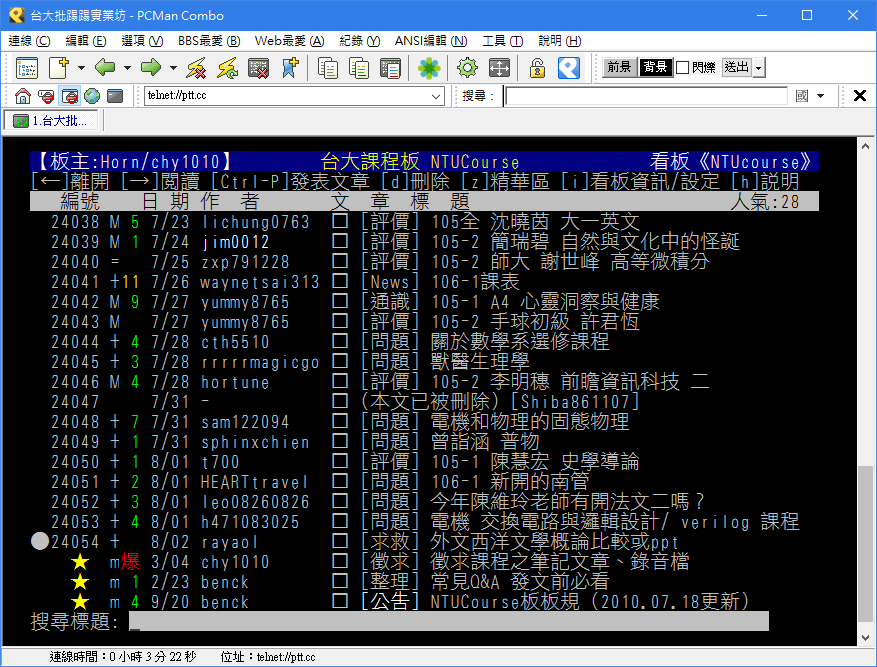 台大批踢踢實業坊 - PCMan Combo
連線 (C) 編輯 (E) 選項 (V) BBS最愛 (B) Web最愛 (A) 紀錄 (Y) ANSI編輯 (N) 工具 (T) 說明 (H)
前景 背景 閃爍 送出
telnet://ptt.cc 搜尋： 國
1.台大批...
【板主:Horn/chy1010】 台大課程板 NTUCourse 看板《NTUcourse》
[←]離開 [→]閱讀 [Ctrl-P]發表文章 [d]刪除 [z]精華區 [i]看板資訊/設定 [h]説明
編號 日 期 作 者 文 章 標 題 人氣:28
24038 M 5 7/23 lichung0763 □ [評價] 105全 沈曉茵 大一英文
24039 M 1 7/24 jim0012 □ [評價] 105-2 簡瑞碧 自然與文化中的怪誕
24040 = 7/25 zxp791228 □ [評價] 105-2 師大 謝世峰 高等微積分
24041 +11 7/26 waynetsai313 □ [News] 106-1課表
24042 M 9 7/27 yummy8765 □ [通識] 105-1 A4 心靈洞察與健康
24043 M 7/27 yummy8765 □ [評價] 105-2 手球初級 許君恆
24044 + 4 7/28 cth5510 □ [問題] 關於數學系選修課程
24045 + 3 7/28 rrrrrmagicgo □ [問題] 獸醫生理學
24046 M 4 7/28 hortune □ [評價] 105-2 李明穗 前瞻資訊科技 二
24047 7/31 - □ (本文已被刪除) [Shiba861107]
24048 + 7 7/31 sam122094 □ [問題] 電機和物理的固態物理
24049 + 1 7/31 sphinxchien □ [問題] 曾詣涵 普物
24050 + 1 8/01 t700 □ [評價] 105-1 陳慧宏 史學導論
24051 + 2 8/01 HEARTtravel □ [問題] 106-1 新開的南管
24052 + 3 8/01 leo08260826 □ [問題] 今年陳維玲老師有開法文二嗎？
24053 + 4 8/01 h471083025 □ [問題] 電機 交換電路與邏輯設計/ verilog 課程
●24054 + 8/02 rayaol □ [求救] 外文西洋文學概論比較或ppt
★ m爆 3/04 chy1010 □ [徵求] 徵求課程之筆記文章、錄音檔
★ m 1 2/23 benck □ [整理] 常見Q&A 發文前必看
★ m 4 9/20 benck □ [公告] NTUCourse板板規 (2010.07.18更新)
搜尋標題: _
連線時間：0 小時 3 分 22 秒 位址：telnet://ptt.cc